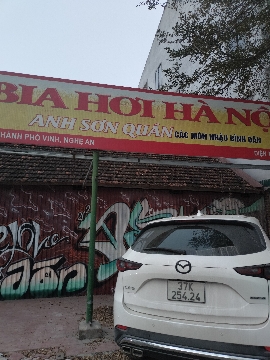 BIA HƠI HÀ NỘ
ANH SƠN QUÁN CÁC MÓN NHẬU BÌNH DÂN
HÀNH PHỐ VINH, NGHỆ AN
ĐIỆN
37K
254.24